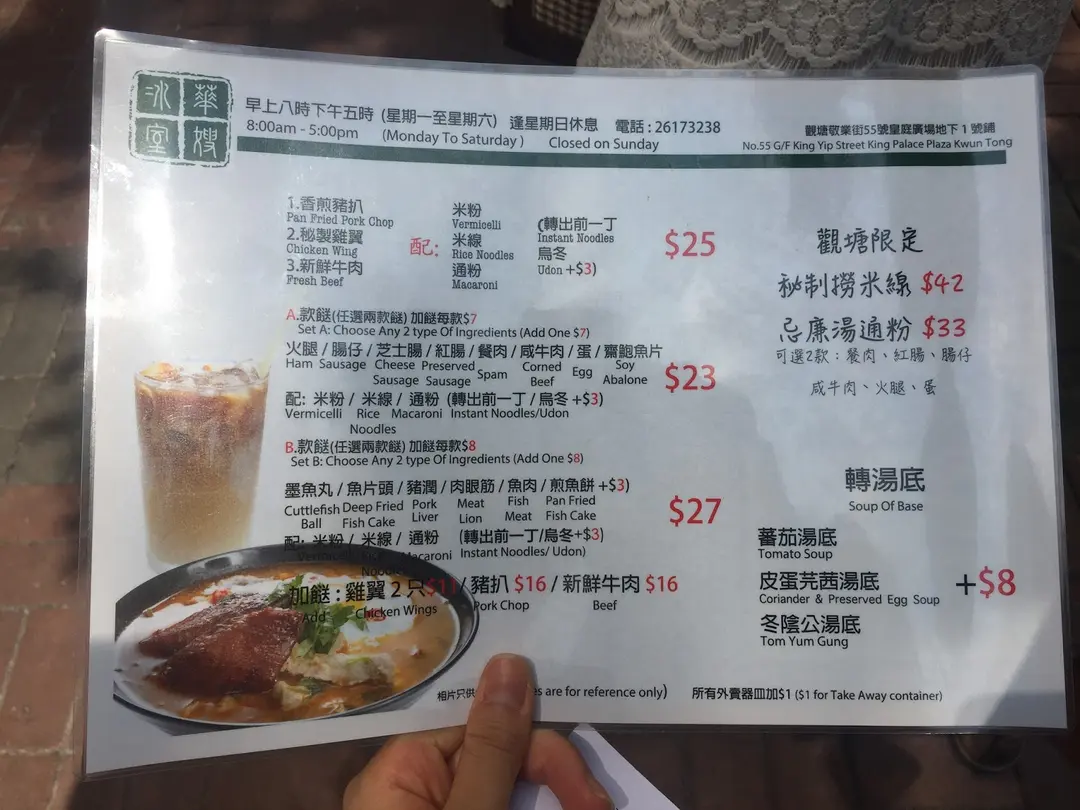 冰華室嫂
早上八時下午五時 (星期一至星期六) 逢星期日休息 電話 : 26173238
8:00am - 5:00pm (Monday To Saturday ) Closed on Sunday
觀塘敬業街55號皇庭廣場地下 1 號舖
No.55 G/F King Yip Street King Palace Plaza Kwun Tong
1.香煎豬扒
Pan Fried Pork Chop
2.秘製雞翼
Chicken Wing
3.新鮮牛肉
Fresh Beef
配:
米粉
Vermicelli
米線
Rice Noodles
通粉
Macaroni
(轉出前一丁
Instant Noodles
烏冬
Udon +$3)
$25
A.款餸(任選兩款餸) 加餸每款$7
Set A: Choose Any 2 type Of Ingredients (Add One $7)
火腿 / 腸仔 / 芝士腸 / 紅腸 / 餐肉 / 咸牛肉 / 蛋 / 齋鮑魚片
Ham Sausage Cheese Sausage Preserved Sausage Spam Corned Beef Egg Soy Abalone
$23
配: 米粉 / 米線 / 通粉 (轉出前一丁 / 烏冬 +$3)
Vermicelli Rice Noodles Macaroni Instant Noodles/Udon
B.款餸(任選兩款餸) 加餸每款$8
Set B: Choose Any 2 type Of Ingredients (Add One $8)
墨魚丸 / 魚片頭 / 豬潤 / 肉眼筋 / 魚肉 / 煎魚餅 +$3)
Cuttlefish Ball Deep Fried Fish Cake Pork Liver Meat Lion Fish Meat Pan Fried Fish Cake
$27
配: 米粉 / 米線 / 通粉 (轉出前一丁/烏冬+$3)
Vermicelli Noodles Macaroni Instant Noodles/ Udon)
加餸 : 雞翼 2 只 $11 / 豬扒 $16 / 新鮮牛肉 $16
Add Chicken Wings Pork Chop Beef
觀塘限定
秘制撈米線 $42
忌廉湯通粉 $33
可選2款 : 餐肉、紅腸、腸仔
咸牛肉、火腿、蛋
轉湯底
Soup Of Base
蕃茄湯底
Tomato Soup
皮蛋芫茜湯底
Coriander & Preserved Egg Soup
冬陰公湯底
Tom Yum Gung
+$8
相片只供 es are for reference only)
所有外賣器皿加$1 ($1 for Take Away container)